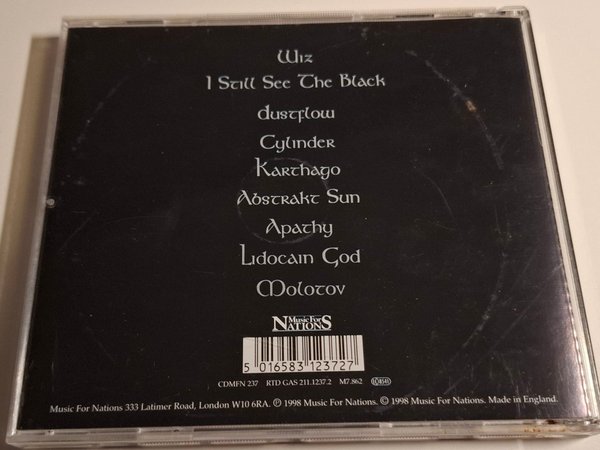 Wiz
I Still See The Black
dustflow
Cylinder
Karthago
Abstrakt Sun
Apathy
Lidocain God
Molotov
Music For
NATIONS
5 016583 123727
CDMFN 237 RTD GAS 211.1237.2 M7.862 LC 8541
Music For Nations 333 Latimer Road, London W10 6RA. ℗ 1998 Music For Nations. © 1998 Music For Nations. Made in England.